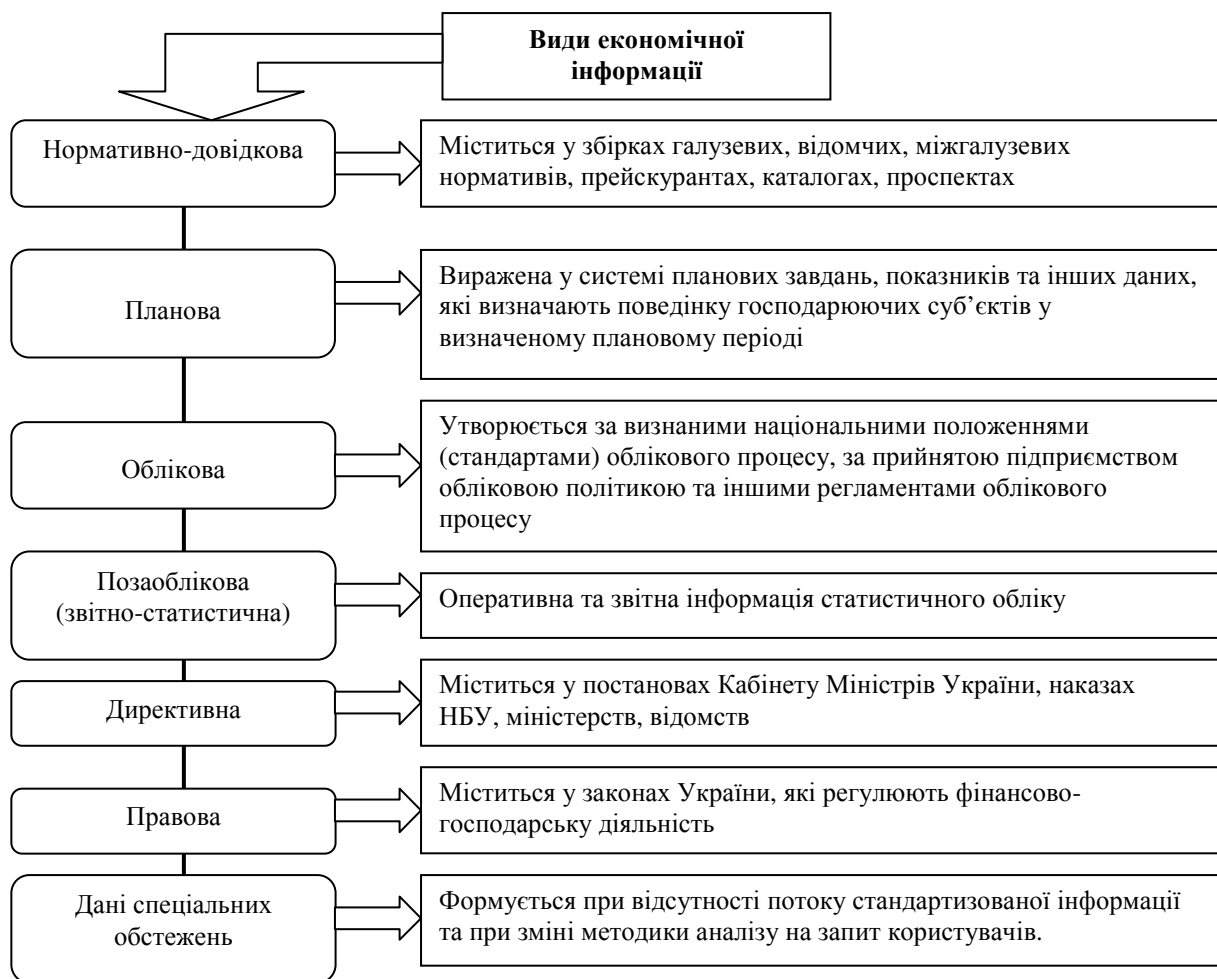 Види економічної
інформації
Нормативно-довідкова
Міститься у збірках галузевих, відомчих, міжгалузевих
нормативів, прейскурантах, каталогах, проспектах
Планова
Виражена у системі планових завдань, показників та інших даних,
які визначають поведінку господарюючих суб’єктів у
визначеному плановому періоді
Облікова
Утворюється за визнаними національними положеннями
(стандартами) облікового процесу, за прийнятою підприємством
обліковою політикою та іншими регламентами облікового
процесу
Позаоблікова
(звітно-статистична)
Оперативна та звітна інформація статистичного обліку
Директивна
Міститься у постановах Кабінету Міністрів України, наказах
НБУ, міністерств, відомств
Правова
Міститься у законах України, які регулюють фінансово-
господарську діяльність
Дані спеціальних
обстежень
Формується при відсутності потоку стандартизованої інформації
та при зміні методики аналізу на запит користувачів.